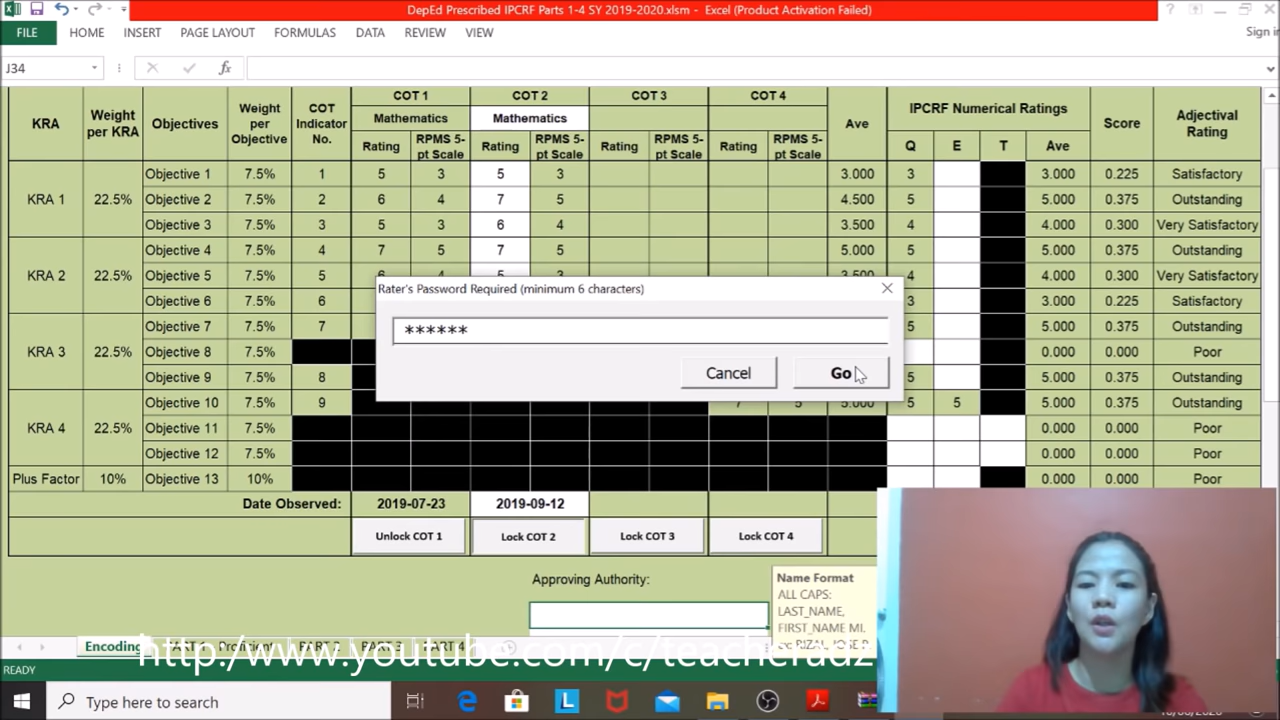 DepEd Prescribed IPCRF Parts 1-4 SY 2019-2020.xlsm - Excel (Product Activation Failed)
FILE HOME INSERT PAGE LAYOUT FORMULAS DATA REVIEW VIEW Sign in
J34
COT 1 COT 2 COT 3 COT 4
KRA Weight per KRA Objectives Weight per Objective COT Indicator No. Mathematics Mathematics Ave IPCRF Numerical Ratings Score Adjectival Rating
Rating RPMS 5-pt Scale Rating RPMS 5-pt Scale Rating RPMS 5-pt Scale Rating RPMS 5-pt Scale Q E T Ave
Objective 1 7.5% 1 5 3 5 3 3.000 3 3.000 0.225 Satisfactory
KRA 1 22.5% Objective 2 7.5% 2 6 4 7 5 4.500 5 5.000 0.375 Outstanding
Objective 3 7.5% 3 5 3 6 4 3.500 4 4.000 0.300 Very Satisfactory
Objective 4 7.5% 4 7 5 7 5 5.000 5 5.000 0.375 Outstanding
KRA 2 22.5% Objective 5 7.5% 5 6 4 5 3 3.500 4 4.000 0.300 Very Satisfactory
Objective 6 7.5% 6 3 3.000 0.225 Satisfactory
Rater's Password Required (minimum 6 characters)
******
Cancel Go
Objective 7 7.5% 7 5 5.000 0.375 Outstanding
KRA 3 22.5% Objective 8 7.5% 0.000 0.000 Poor
Objective 9 7.5% 8 5 5.000 0.375 Outstanding
Objective 10 7.5% 9 7 5 5.000 5 5 5.000 0.375 Outstanding
KRA 4 22.5% Objective 11 7.5% 0.000 0.000 Poor
Objective 12 7.5% 0.000 0.000 Poor
Plus Factor 10% Objective 13 10% 0.000 0.000 Poor
Date Observed: 2019-07-23 2019-09-12
Unlock COT 1 Lock COT 2 Lock COT 3 Lock COT 4
Approving Authority:
Name Format
ALL CAPS:
LAST_NAME,
FIRST_NAME MI.
Encoding PART 2 PART 3
http:/www.youtube.com/c/teacheradz
READY
Type here to search